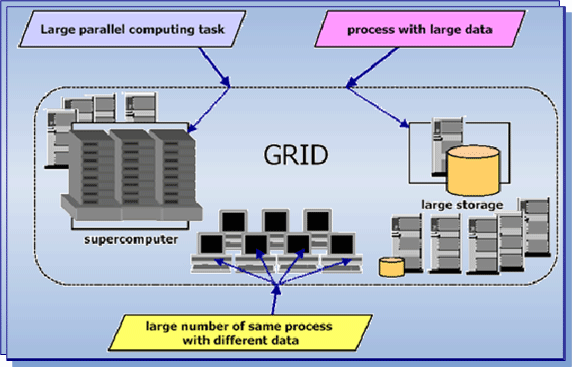 Large parallel computing task
process with large data
GRID
large storage
supercomputer
large number of same process
with different data